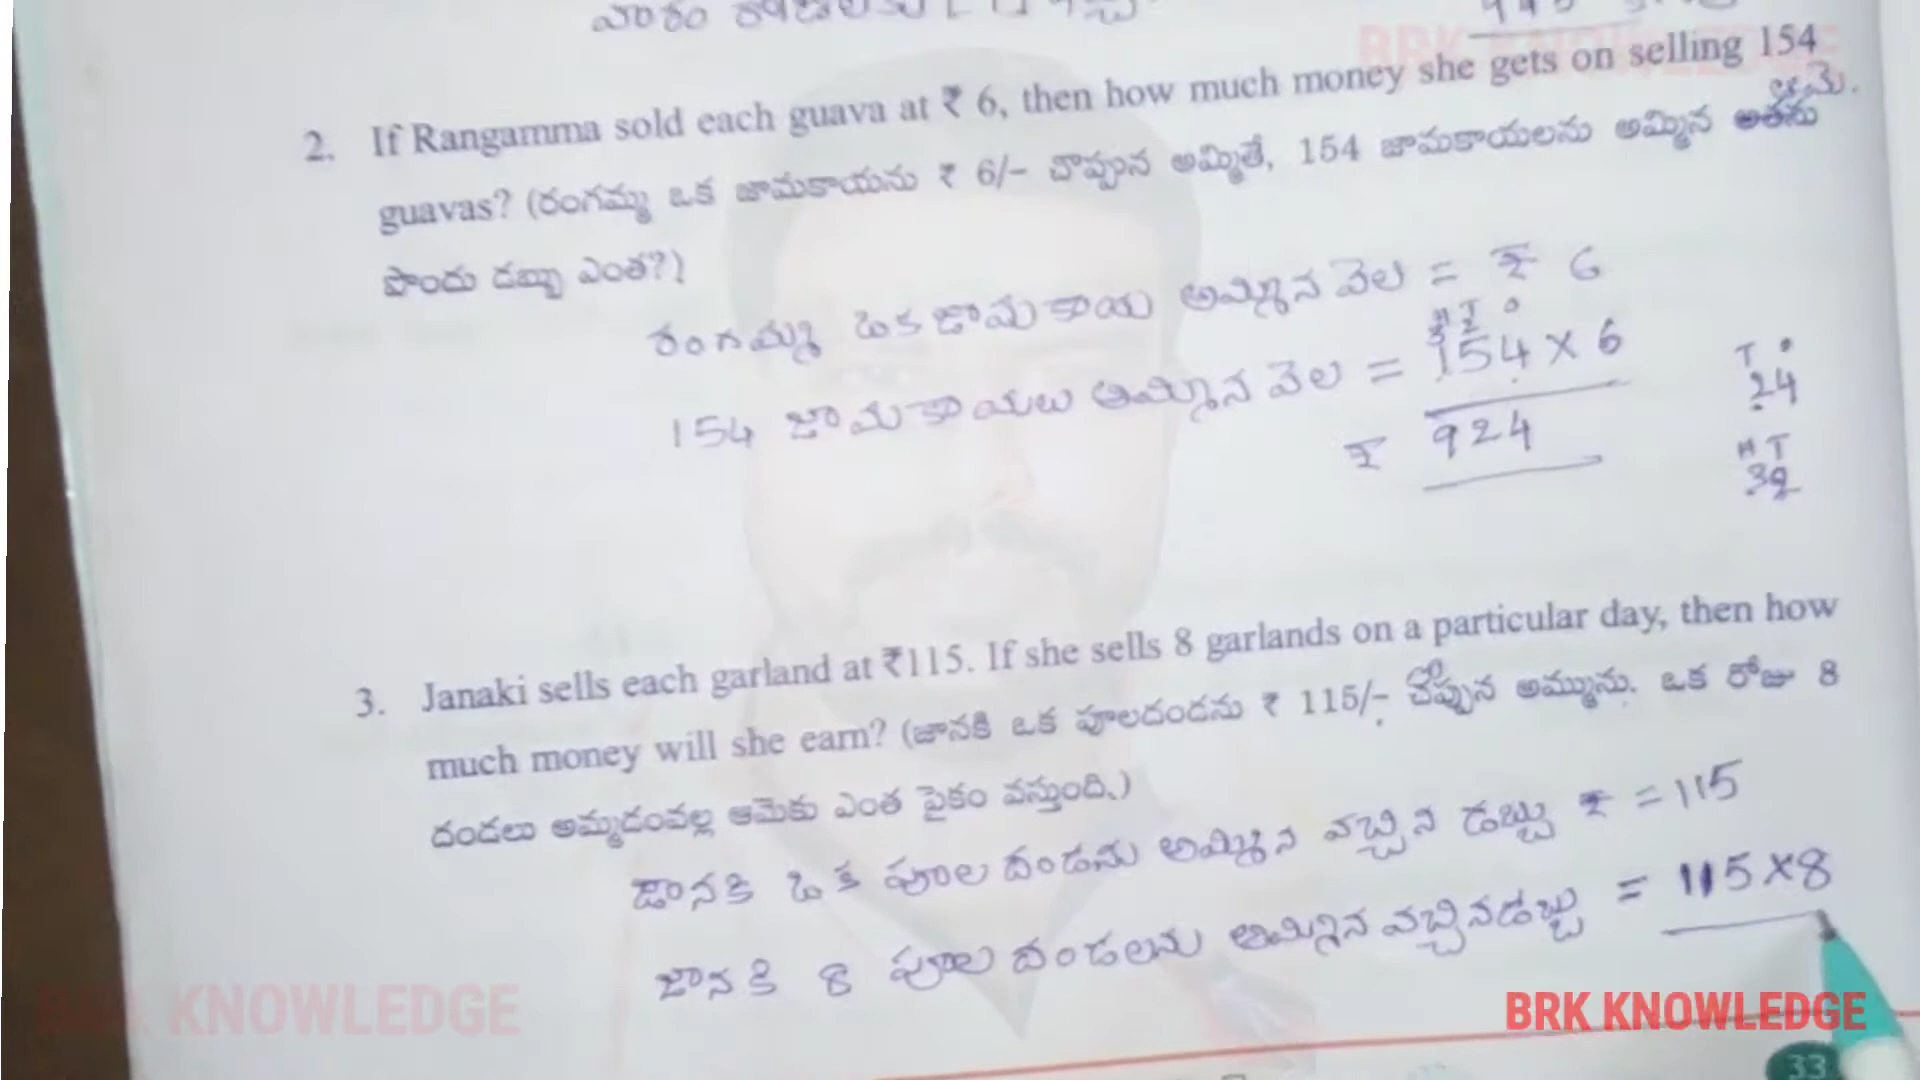 2. If Rangamma sold each guava at ₹ 6, then how much money she gets on selling 154
ఆమె.
guavas? (రంగమ్మ ఒక జామకాయను ₹ 6/- చొప్పున అమ్మితే, 154 జామకాయలను అమ్మిన అతను
పొందు డబ్బు ఎంత?)
రంగమ్మ ఒక జామకాయ అమ్మిన వెల = ₹ 6
H T O
3 2
154 జామకాయలు అమ్మిన వెల = 154 × 6
₹ 924
T O
24
H T
32
3. Janaki sells each garland at ₹115. If she sells 8 garlands on a particular day, then how
much money will she earn? (జానకి ఒక పూలదండను ₹ 115/- చొప్పున అమ్మును. ఒక రోజు 8
దండలు అమ్మడంవల్ల ఆమెకు ఎంత పైకం వస్తుంది.)
జానకి ఒక పూల దండను అమ్మిన వచ్చిన డబ్బు ₹ = 115
జానకి 8 పూల దండలను అమ్మిన వచ్చిన డబ్బు = 115 × 8
BRK KNOWLEDGE
BRK KNOWLEDGE
33